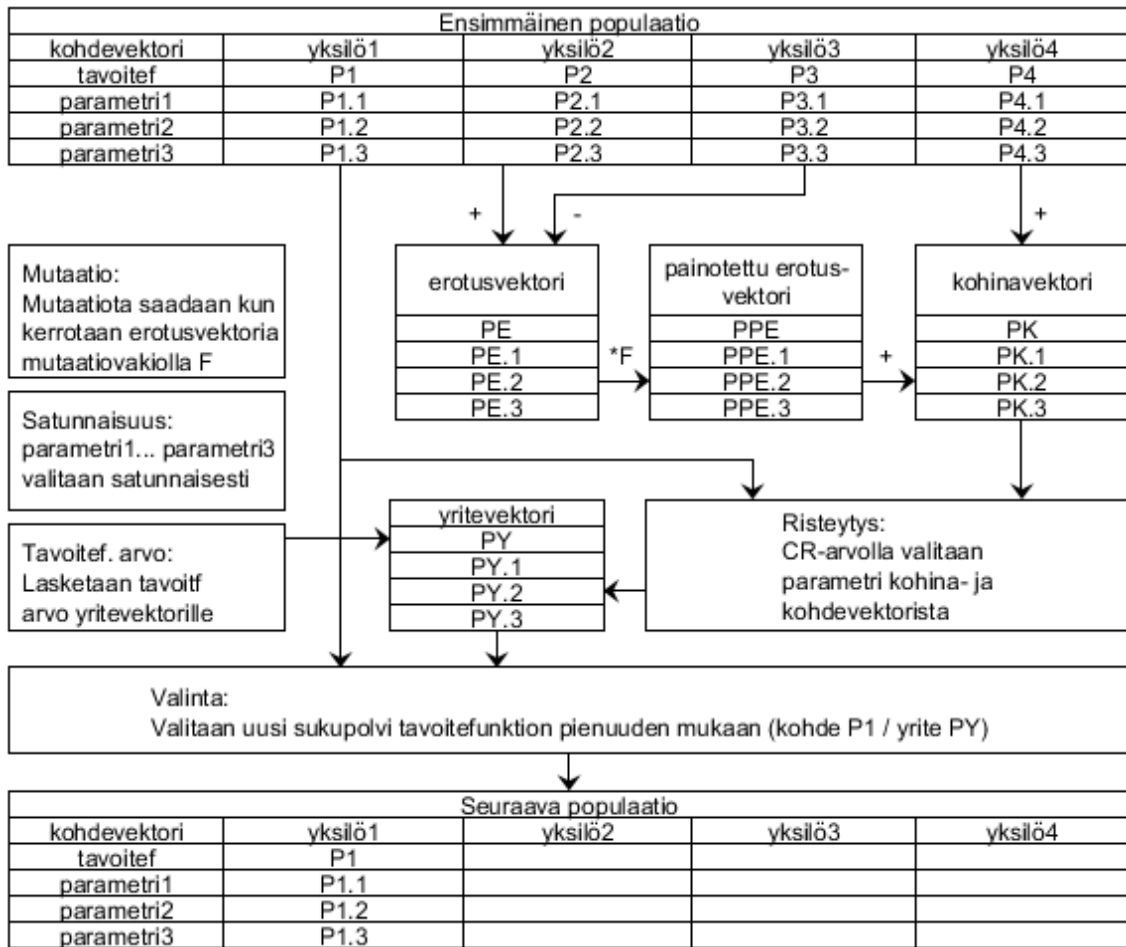 Ensimmäinen populaatio
kohdevektori yksilö1 yksilö2 yksilö3 yksilö4
tavoitef P1 P2 P3 P4
parametri1 P1.1 P2.1 P3.1 P4.1
parametri2 P1.2 P2.2 P3.2 P4.2
parametri3 P1.3 P2.3 P3.3 P4.3
+ - +
Mutaatio:
Mutaatiota saadaan kun
kerrotaan erotusvektoria
mutaatiovakiolla F
erotusvektori
PE
PE.1
PE.2
PE.3
*F
painotettu erotus-
vektori
PPE
PPE.1
PPE.2
PPE.3
+
kohinavektori
PK
PK.1
PK.2
PK.3
Satunnaisuus:
parametri1... parametri3
valitaan satunnaisesti
Tavoitef. arvo:
Lasketaan tavoitf
arvo yritevektorille
yritevektori
PY
PY.1
PY.2
PY.3
Risteytys:
CR-arvolla valitaan
parametri kohina- ja
kohdevektorista
Valinta:
Valitaan uusi sukupolvi tavoitefunktion pienuuden mukaan (kohde P1 / yrite PY)
Seuraava populaatio
kohdevektori yksilö1 yksilö2 yksilö3 yksilö4
tavoitef P1
parametri1 P1.1
parametri2 P1.2
parametri3 P1.3